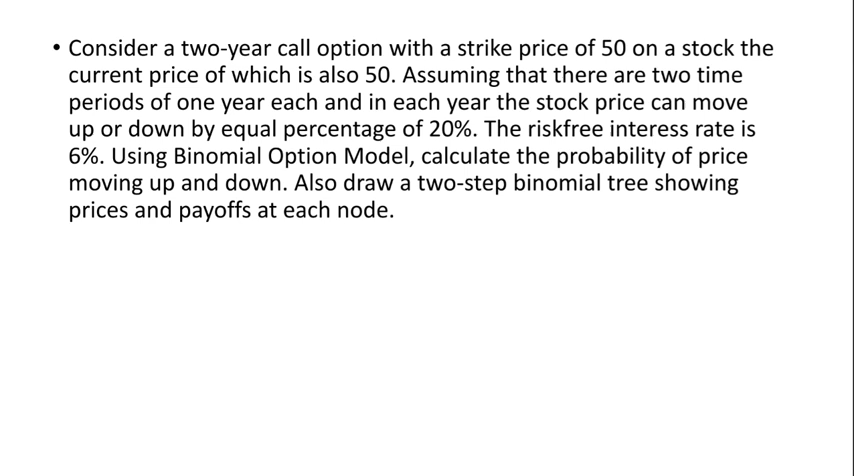 • Consider a two-year call option with a strike price of 50 on a stock the
current price of which is also 50. Assuming that there are two time
periods of one year each and in each year the stock price can move
up or down by equal percentage of 20%. The riskfree interess rate is
6%. Using Binomial Option Model, calculate the probability of price
moving up and down. Also draw a two-step binomial tree showing
prices and payoffs at each node.